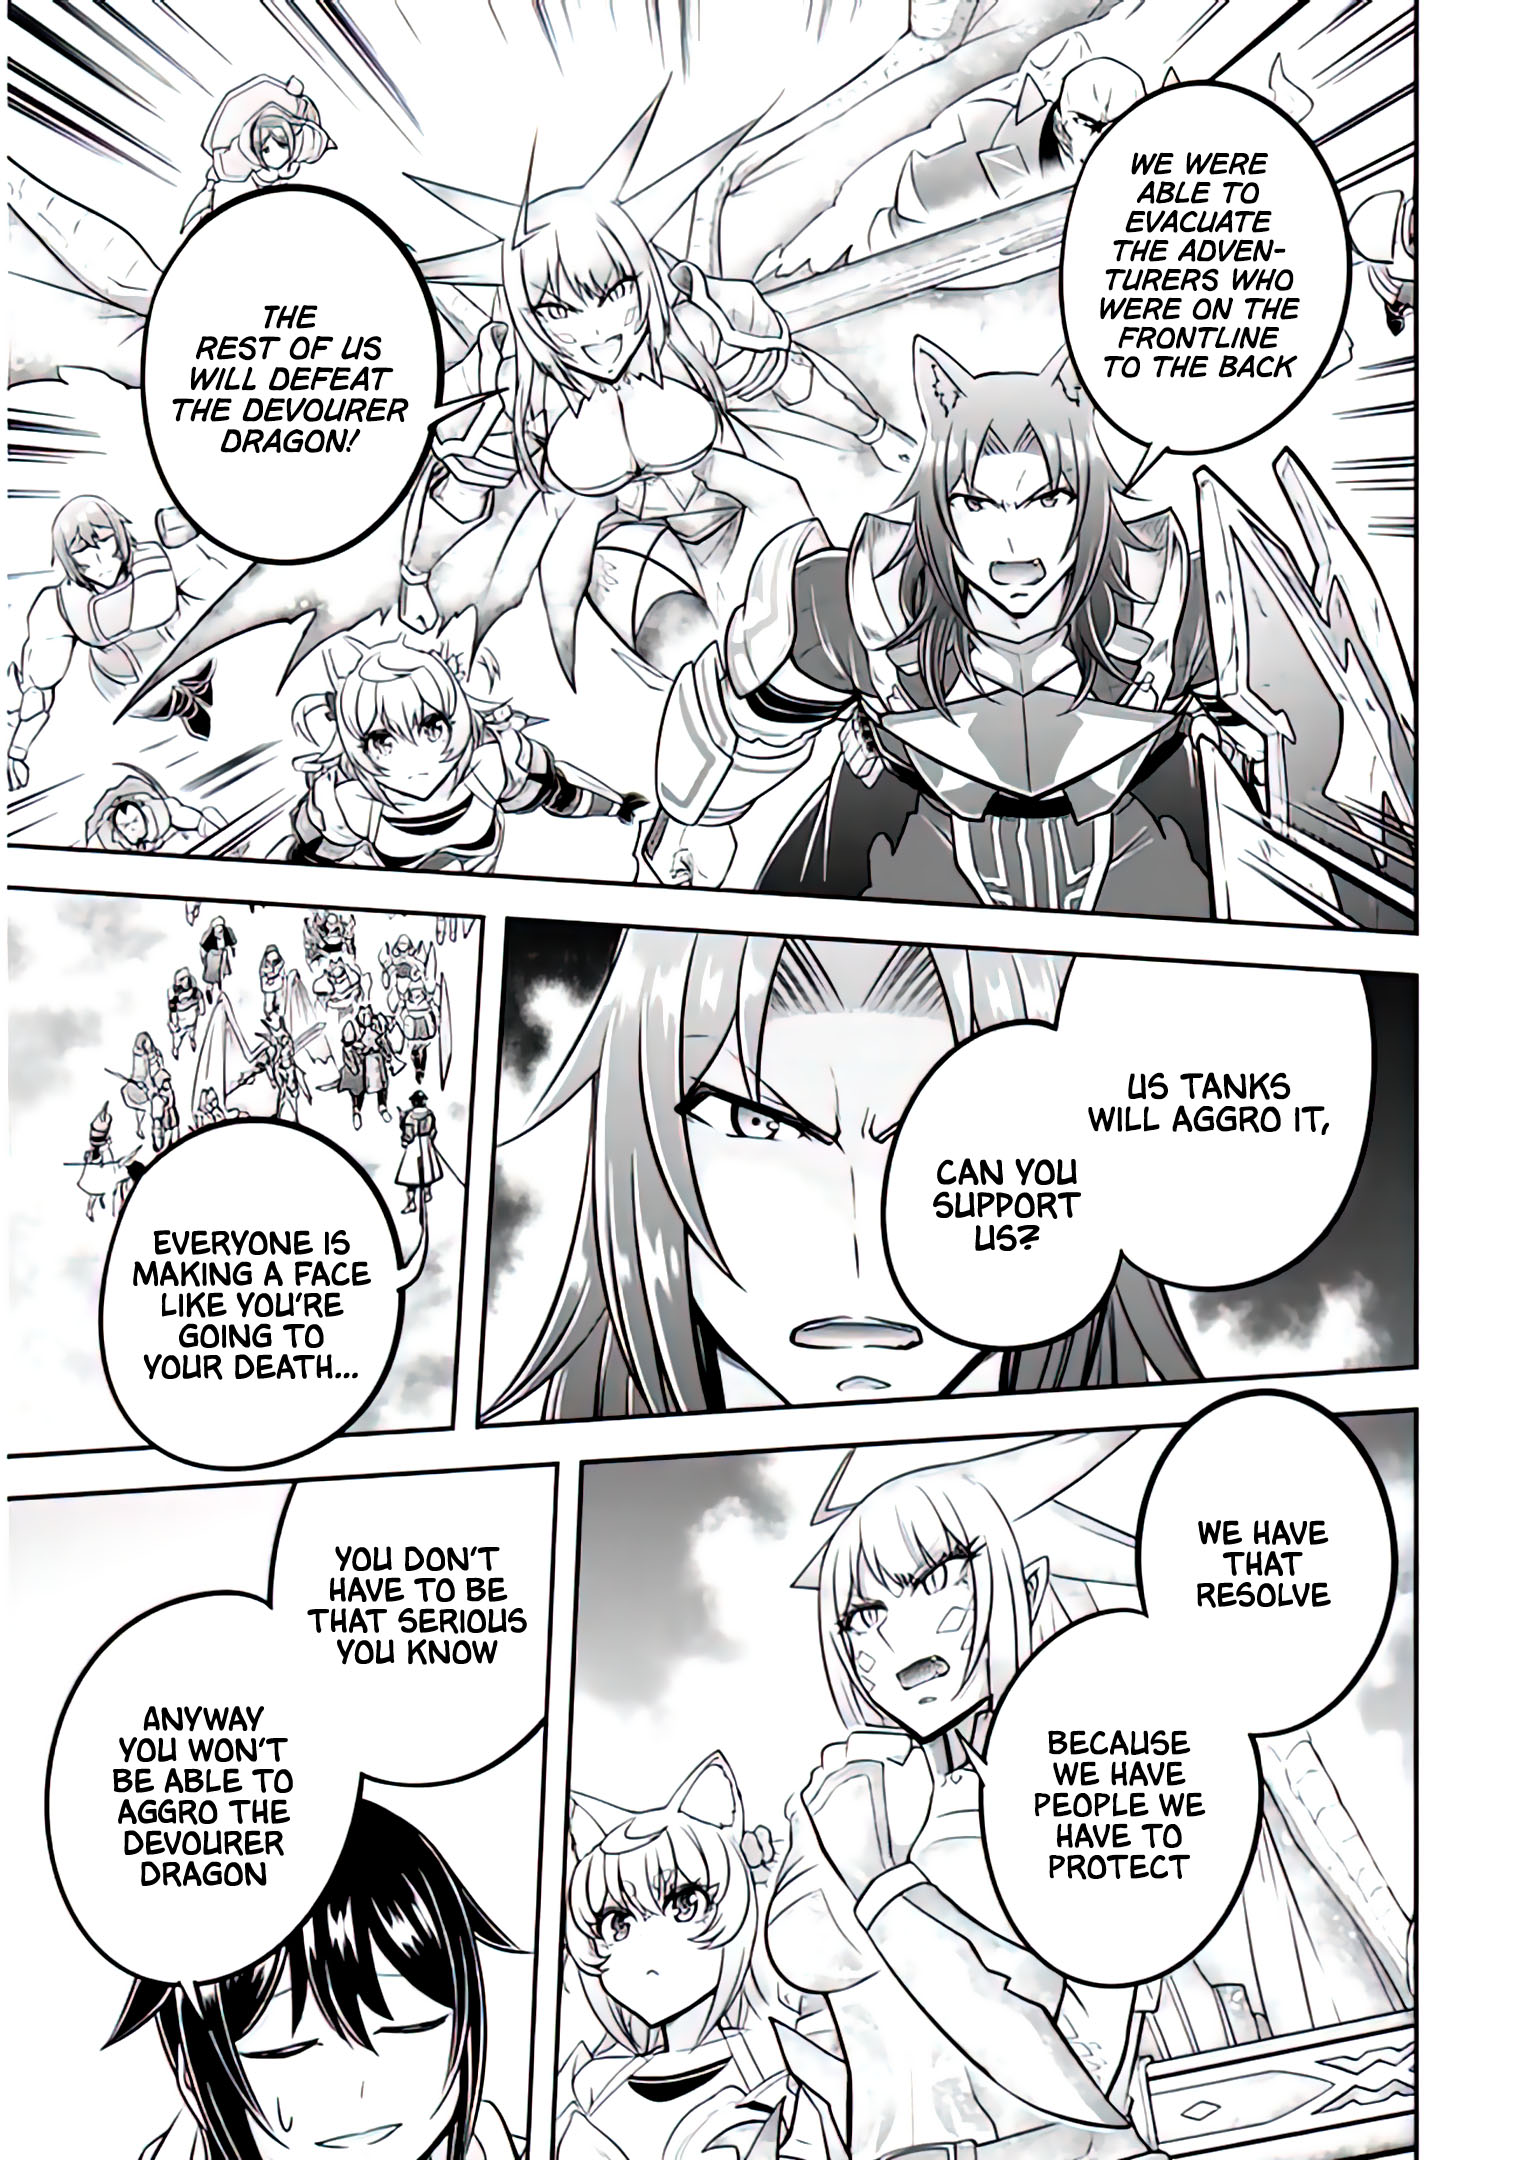 WE WERE
ABLE TO
EVACUATE
THE ADVEN-
TURERS WHO
WERE ON THE
FRONTLINE
TO THE BACK
THE
REST OF US
WILL DEFEAT
THE DEVOURER
DRAGON!
US TANKS
WILL AGGRO IT,
CAN YOU
SUPPORT
US?
EVERYONE IS
MAKING A FACE
LIKE YOU'RE
GOING TO
YOUR DEATH...
WE HAVE
THAT
RESOLVE
BECAUSE
WE HAVE
PEOPLE WE
HAVE TO
PROTECT
YOU DON'T
HAVE TO BE
THAT SERIOUS
YOU KNOW
ANYWAY
YOU WON'T
BE ABLE TO
AGGRO THE
DEVOURER
DRAGON